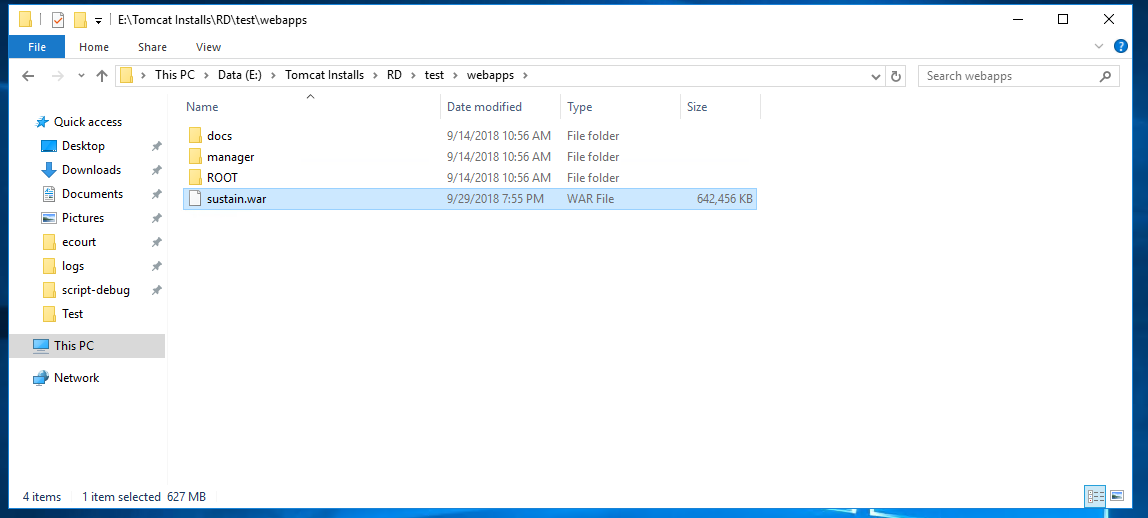 E:\Tomcat Installs\RD\test\webapps
File Home Share View
This PC Data (E:) Tomcat Installs RD test webapps Search webapps
Name Date modified Type Size
Quick access
Desktop
Downloads
Documents
Pictures
ecourt
logs
script-debug
Test
This PC
Network
docs 9/14/2018 10:56 AM File folder
manager 9/14/2018 10:56 AM File folder
ROOT 9/14/2018 10:56 AM File folder
sustain.war 9/29/2018 7:55 PM WAR File 642,456 KB
4 items 1 item selected 627 MB